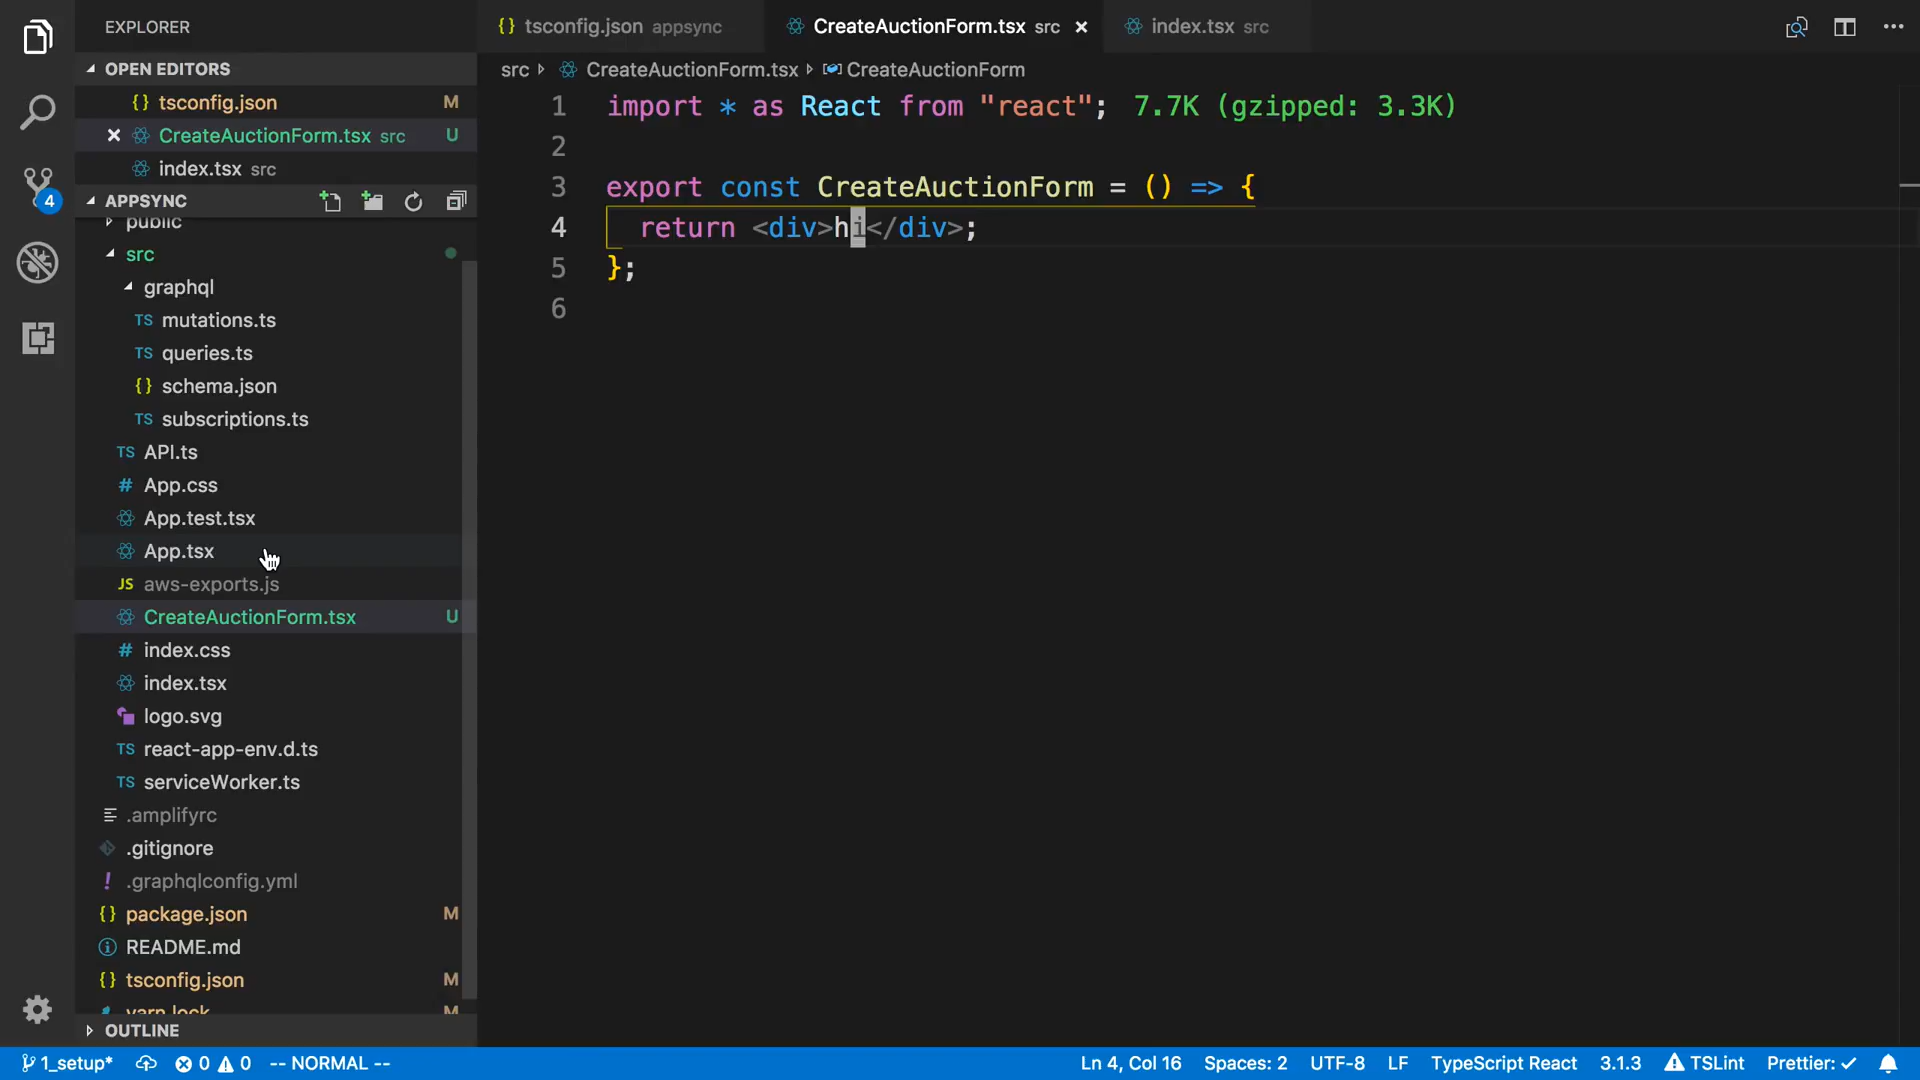 EXPLORER
OPEN EDITORS
{} tsconfig.json M
CreateAuctionForm.tsx src U
index.tsx src
4
APPSYNC
public
src
graphql
TS mutations.ts
TS queries.ts
{} schema.json
TS subscriptions.ts
TS API.ts
# App.css
App.test.tsx
App.tsx
JS aws-exports.js
CreateAuctionForm.tsx U
# index.css
index.tsx
logo.svg
TS react-app-env.d.ts
TS serviceWorker.ts
.amplifyrc
.gitignore
! .graphqlconfig.yml
{} package.json M
README.md
{} tsconfig.json M
yarn.lock M
OUTLINE
{} tsconfig.json appsync
CreateAuctionForm.tsx src
index.tsx src
src CreateAuctionForm.tsx CreateAuctionForm
1 import * as React from "react"; 7.7K (gzipped: 3.3K)
2
3 export const CreateAuctionForm = () => {
4 return <div>hi</div>;
5 };
6
1_setup* 0 0 -- NORMAL -- Ln 4, Col 16 Spaces: 2 UTF-8 LF TypeScript React 3.1.3 TSLint Prettier: ✓